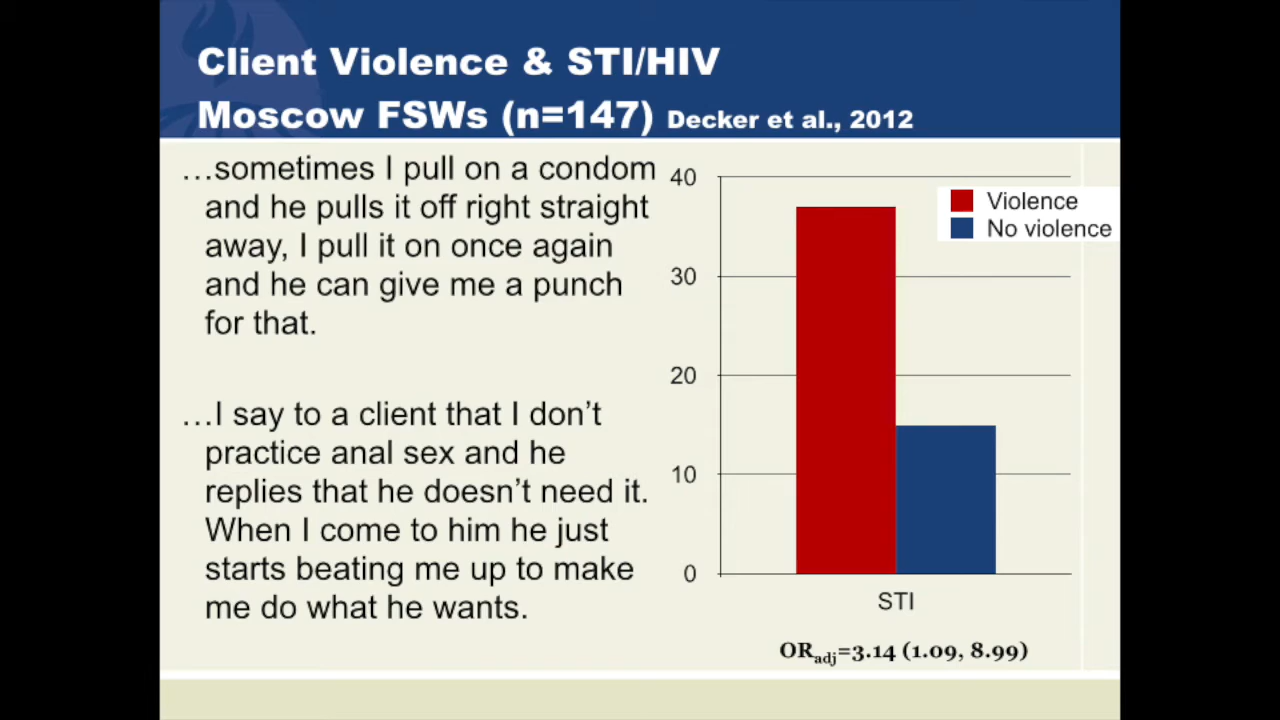 Client Violence & STI/HIV
Moscow FSWs (n=147) Decker et al., 2012
…sometimes I pull on a condom
and he pulls it off right straight
away, I pull it on once again
and he can give me a punch
for that.
…I say to a client that I don’t
practice anal sex and he
replies that he doesn’t need it.
When I come to him he just
starts beating me up to make
me do what he wants.
40
30
20
10
0
Violence
No violence
STI
ORadj=3.14 (1.09, 8.99)